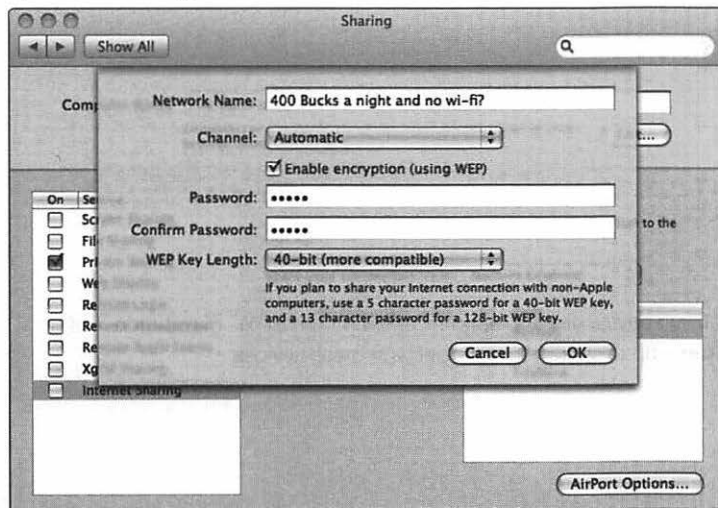 Sharing
Show All
Network Name: 400 Bucks a night and no wi-fi?
Channel: Automatic
Enable encryption (using WEP)
Password: •••••
Confirm Password: •••••
WEP Key Length: 40-bit (more compatible)
If you plan to share your Internet connection with non-Apple
computers, use a 5 character password for a 40-bit WEP key,
and a 13 character password for a 128-bit WEP key.
Cancel OK
On
to the
Internet Sharing
AirPort Options...